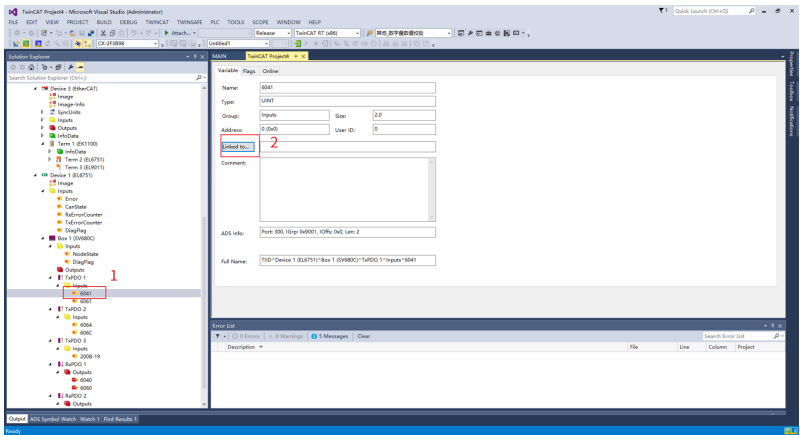 TwinCAT Project4 - Microsoft Visual Studio (Administrator)
1
Quick Launch (Ctrl+Q)
FILE EDIT VIEW PROJECT BUILD DEBUG TWINCAT TWINSAFE PLC TOOLS SCOPE WINDOW HELP
Attach... Release TwinCAT RT (x86)
CX-2F3B98 Untitled1
Solution Explorer
MAIN TwinCAT Project4
Search Solution Explorer (Ctrl+;)
Device 3 (EtherCAT)
Image
Image-Info
SyncUnits
Inputs
Outputs
InfoData
Term 1 (EK1100)
InfoData
Term 2 (EL6751)
Term 3 (EL9011)
Device 1 (EL6751)
Image
Inputs
Error
CanState
RxErrorCounter
TxErrorCounter
DiagFlag
Box 1 (SV680C)
Inputs
NodeState
DiagFlag
Outputs
TxPDO 1
1
Inputs
6041
6061
TxPDO 2
Inputs
6064
606C
TxPDO 3
Inputs
2008-19
RxPDO 1
Outputs
6040
6060
RxPDO 2
Outputs
Variable Flags Online
Name: 6041
Type: UINT
Group: Inputs Size: 2.0
Address: 0 (0x0) User ID: 0
Linked to...
2
Comment:
ADS Info: Port: 300, IGrp: 0x9001, IOffs: 0x0, Len: 2
Full Name: TIID^Device 1 (EL6751)^Box 1 (SV680C)^TxPDO 1^Inputs^6041
Properties
Toolbox
Notifications
Error List
0 Errors 0 Warnings 5 Messages Clear Search Error List
Description File Line Column Project
Output ADS Symbol Watch Watch 1 Find Results 1
Ready